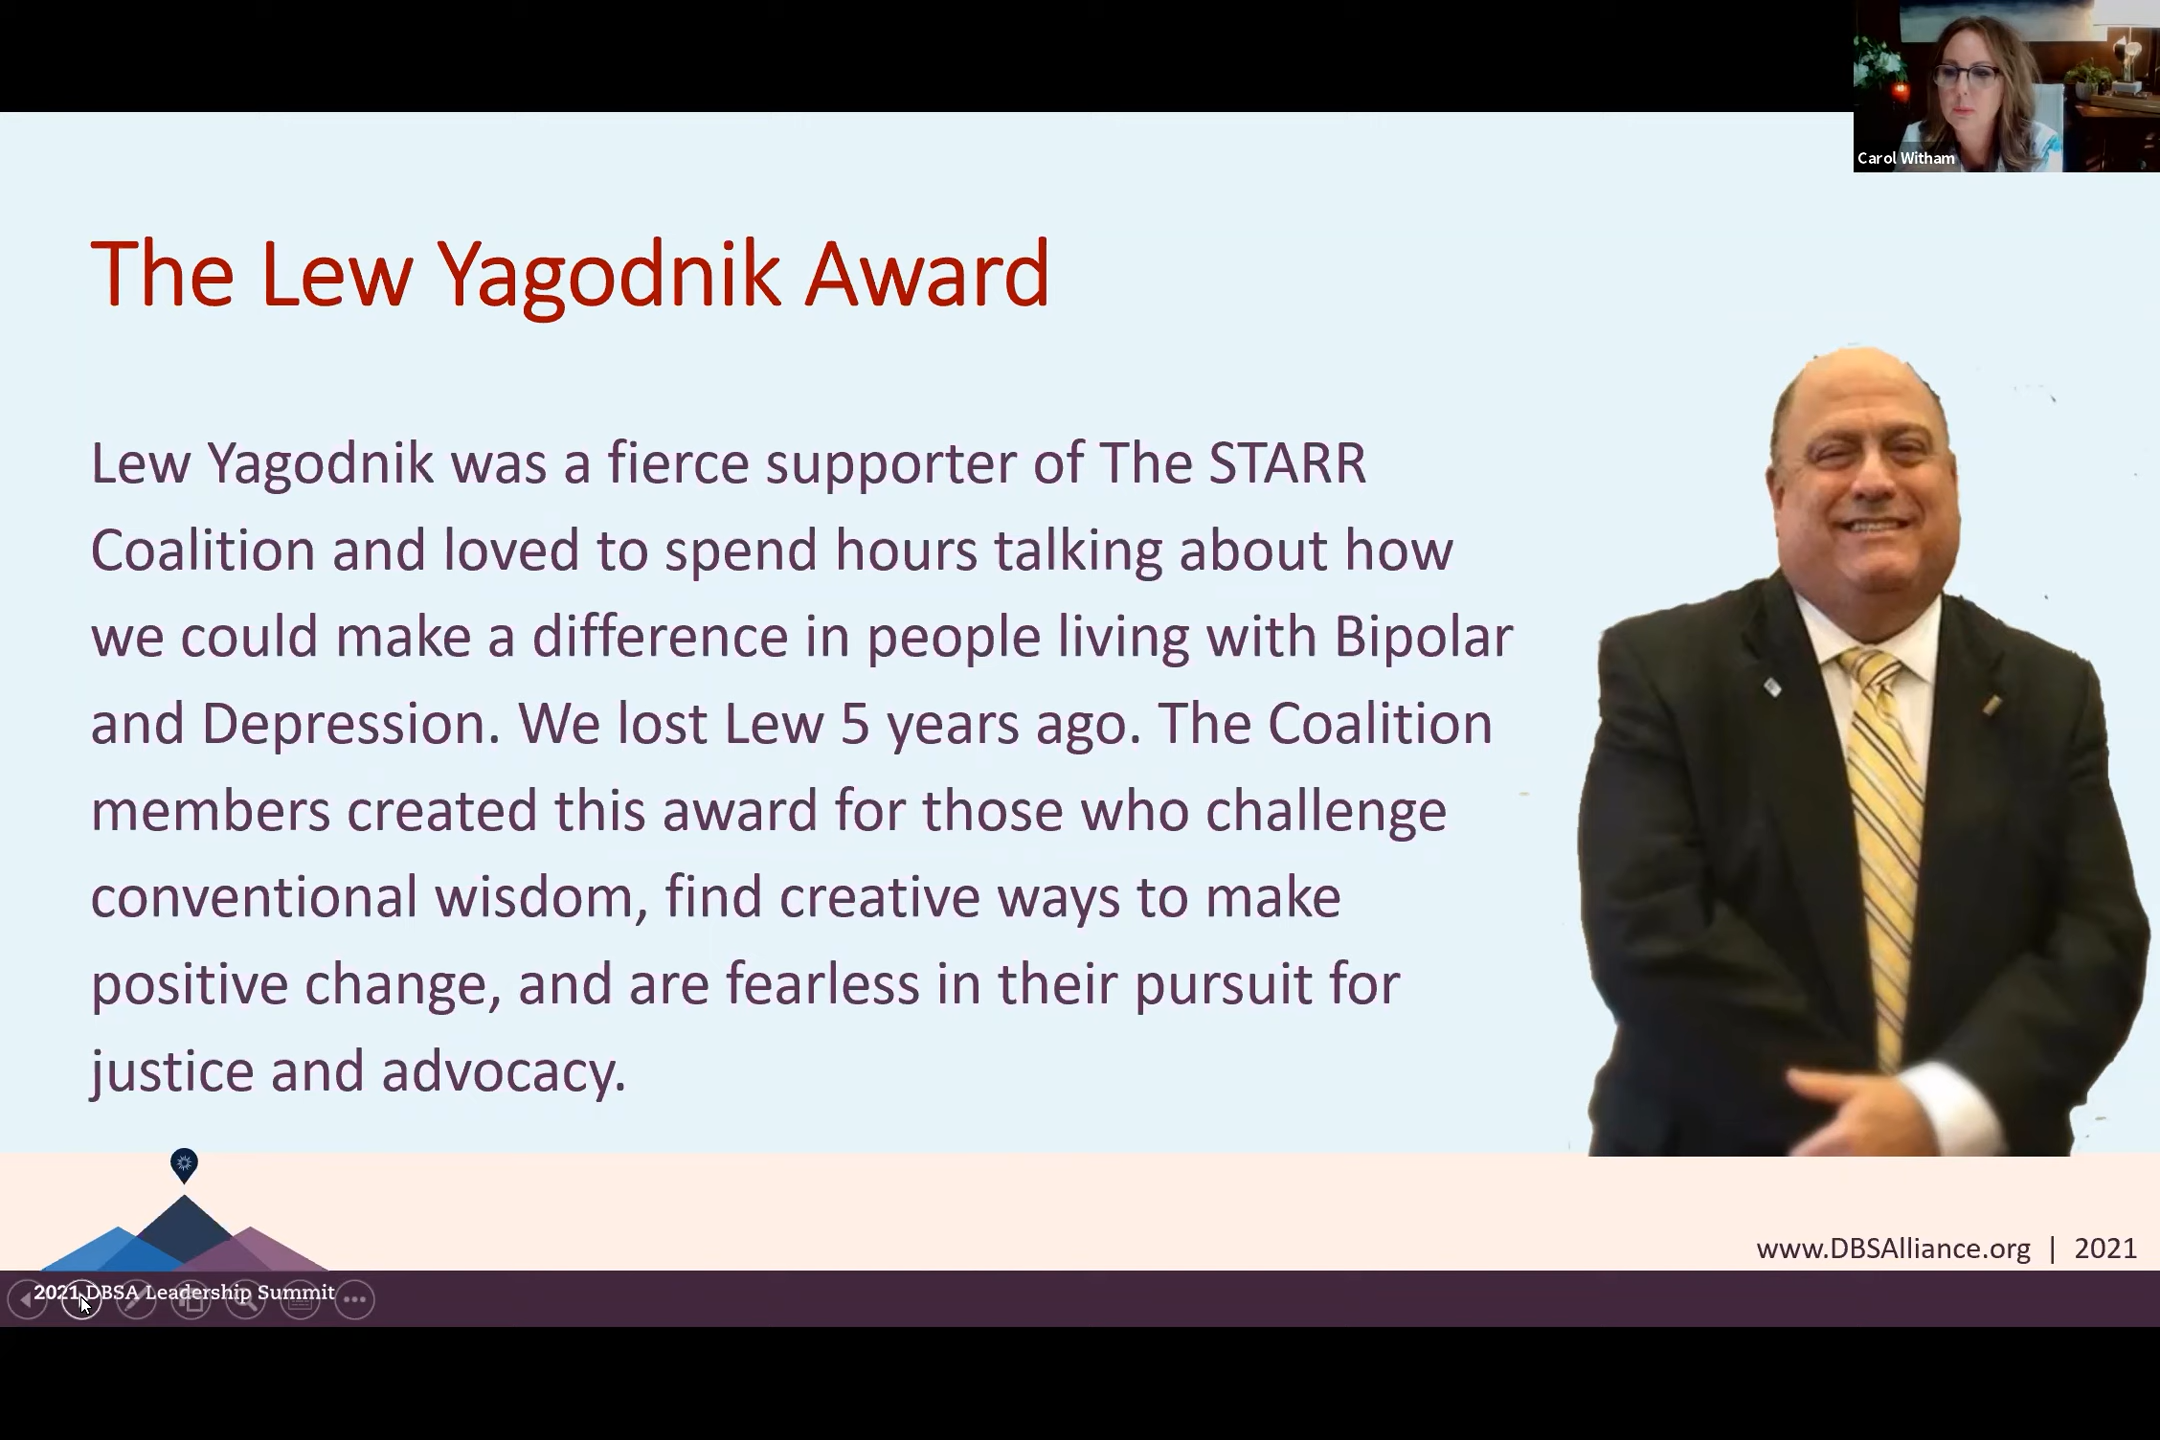 Carol Witham
The Lew Yagodnik Award
Lew Yagodnik was a fierce supporter of The STARR
Coalition and loved to spend hours talking about how
we could make a difference in people living with Bipolar
and Depression. We lost Lew 5 years ago. The Coalition
members created this award for those who challenge
conventional wisdom, find creative ways to make
positive change, and are fearless in their pursuit for
justice and advocacy.
www.DBSAlliance.org | 2021
2021 DBSA Leadership Summit